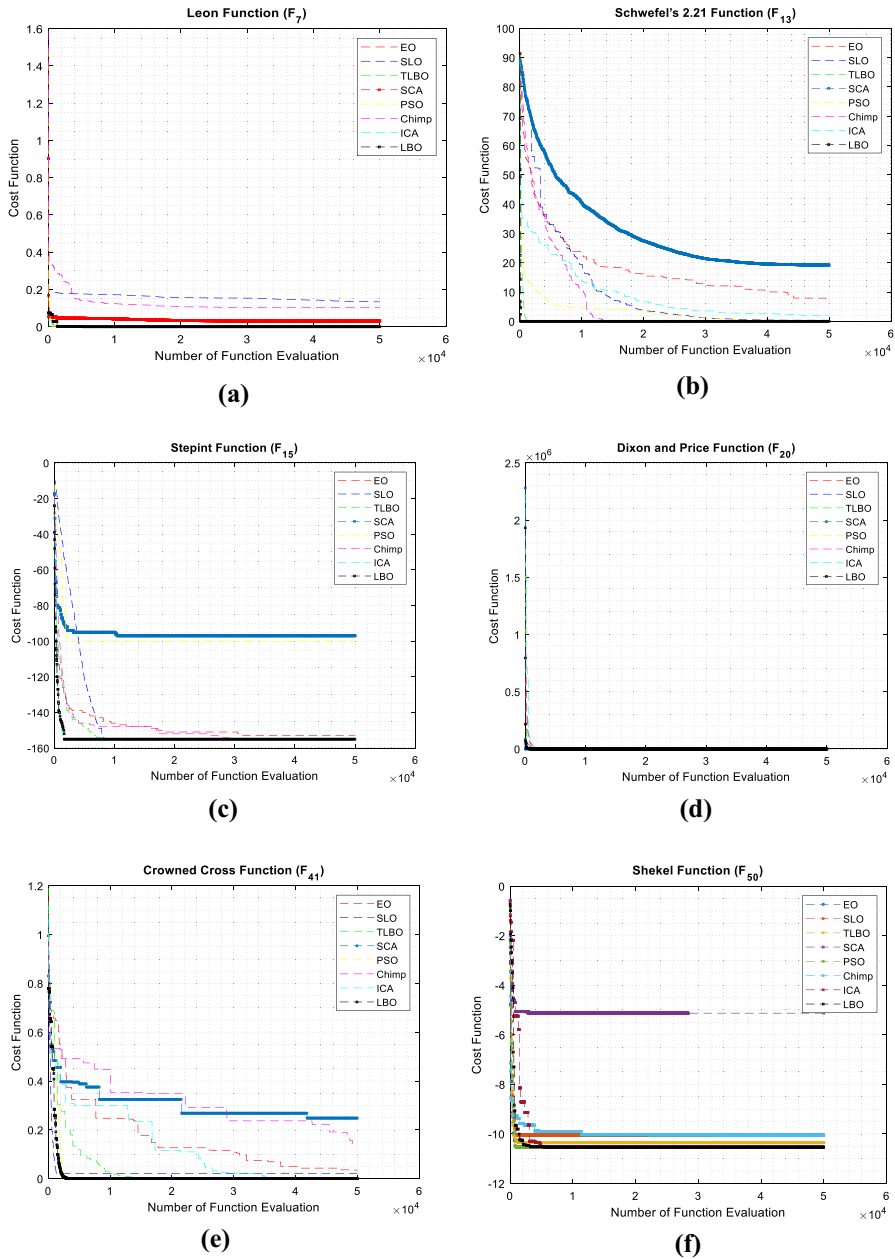 Leon Function (F7)
1.6
1.4
1.2
1
0.8
0.6
0.4
0.2
0
Cost Function
EO
SLO
TLBO
SCA
PSO
Chimp
ICA
LBO
0 1 2 3 4 5 6
Number of Function Evaluation
×10^4
(a)
Schwefel's 2.21 Function (F13)
100
90
80
70
60
50
40
30
20
10
0
Cost Function
EO
SLO
TLBO
SCA
PSO
Chimp
ICA
LBO
0 1 2 3 4 5 6
Number of Function Evaluation
×10^4
(b)
Stepint Function (F15)
0
-20
-40
-60
-80
-100
-120
-140
-160
Cost Function
EO
SLO
TLBO
SCA
PSO
Chimp
ICA
LBO
0 1 2 3 4 5 6
Number of Function Evaluation
×10^4
(c)
Dixon and Price Function (F20)
×10^6
2.5
2
1.5
1
0.5
0
Cost Function
EO
SLO
TLBO
SCA
PSO
Chimp
ICA
LBO
0 1 2 3 4 5 6
Number of Function Evaluation
×10^4
(d)
Crowned Cross Function (F41)
1.2
1
0.8
0.6
0.4
0.2
0
Cost Function
EO
SLO
TLBO
SCA
PSO
Chimp
ICA
LBO
0 1 2 3 4 5 6
Number of Function Evaluation
×10^4
(e)
Shekel Function (F50)
0
-2
-4
-6
-8
-10
-12
Cost Function
EO
SLO
TLBO
SCA
PSO
Chimp
ICA
LBO
0 1 2 3 4 5 6
Number of Function Evaluation
×10^4
(f)